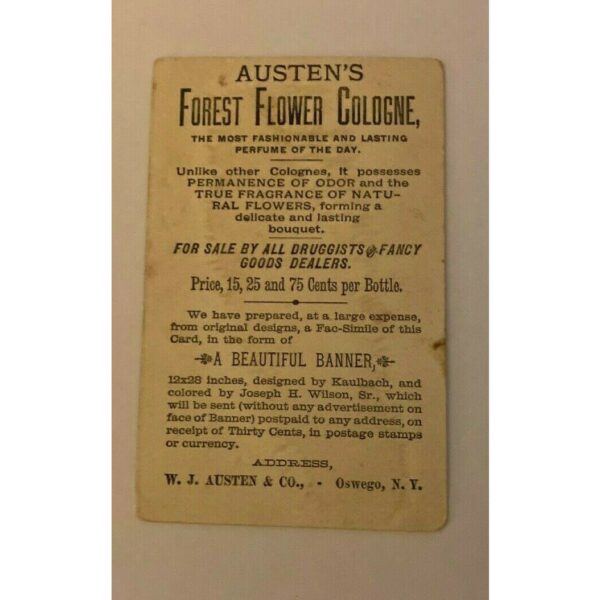 AUSTEN'S
FOREST FLOWER COLOGNE,
THE MOST FASHIONABLE AND LASTING
PERFUME OF THE DAY.
Unlike other Colognes, It possesses
PERMANENCE OF ODOR and the
TRUE FRAGRANCE OF NATU-
RAL FLOWERS, forming a
delicate and lasting
bouquet.
FOR SALE BY ALL DRUGGISTS and FANCY
GOODS DEALERS.
Price, 15, 25 and 75 Cents per Bottle.
We have prepared, at a large expense,
from original designs, a Fac-Simile of this
Card, in the form of
A BEAUTIFUL BANNER,
12x28 inches, designed by Kaulbach, and
colored by Joseph H. Wilson, Sr., which
will be sent (without any advertisement on
face of Banner) postpaid to any address, on
receipt of Thirty Cents, in postage stamps
or currency.
ADDRESS,
W. J. AUSTEN & CO., - Oswego, N. Y.